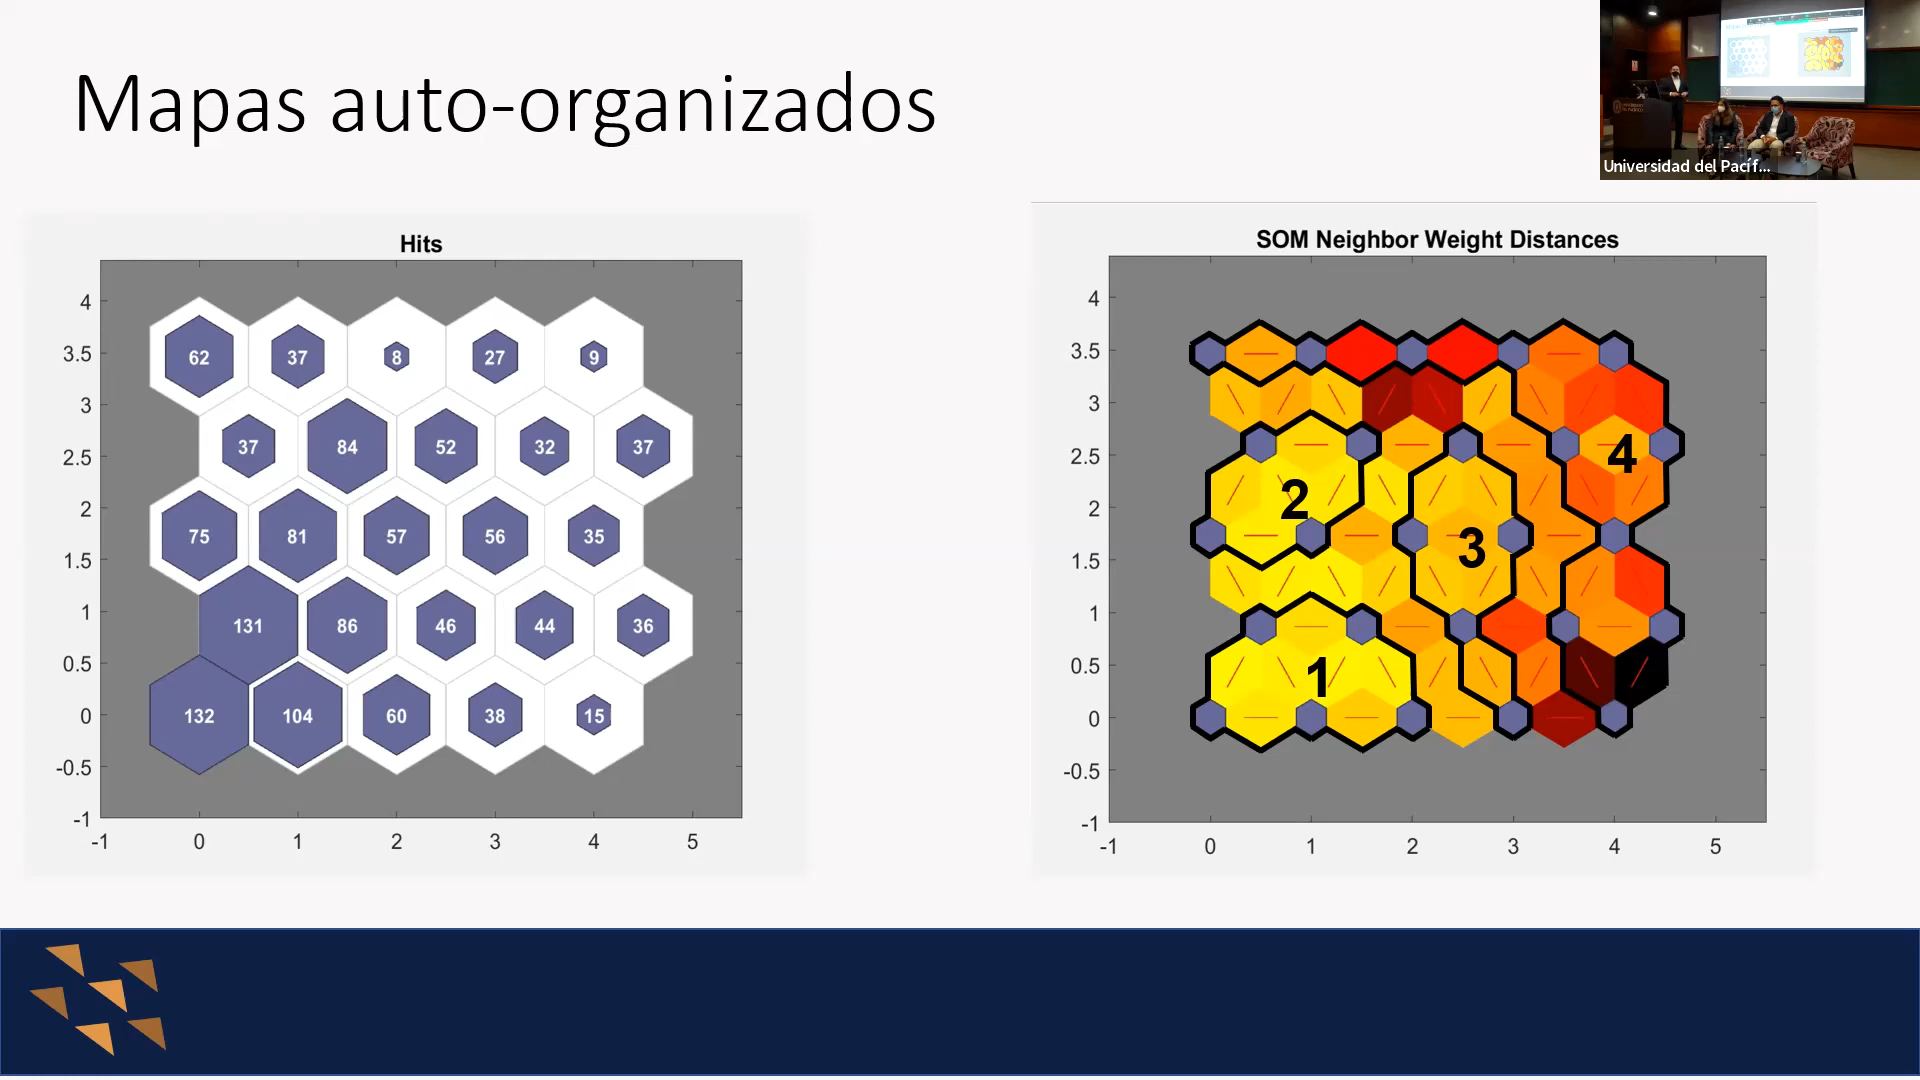 Mapas auto-organizados
Universidad del Pacíf...
Hits
4
3.5
3
2.5
2
1.5
1
0.5
0
-0.5
-1
62 37 8 27 9
37 84 52 32 37
75 81 57 56 35
131 86 46 44 36
132 104 60 38 15
-1 0 1 2 3 4 5
SOM Neighbor Weight Distances
4
3.5
3
2.5
2
1.5
1
0.5
0
-0.5
-1
4
2
3
1
-1 0 1 2 3 4 5